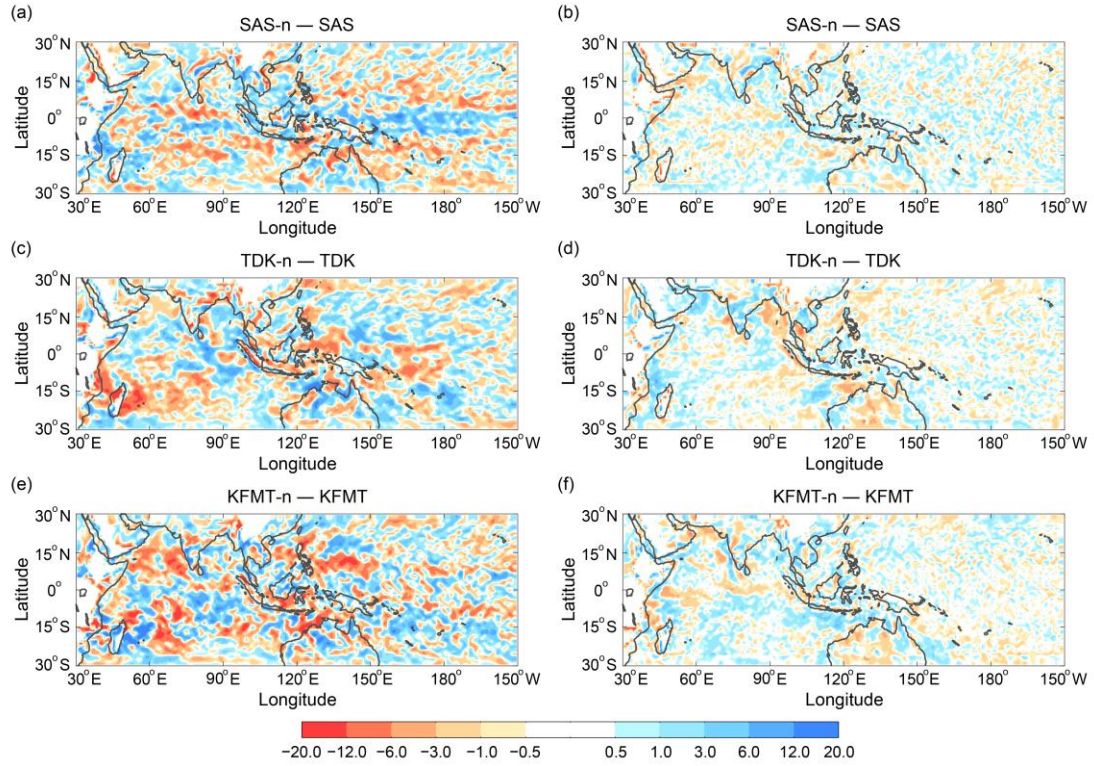 (a) SAS-n — SAS
30°N
15°N
0°
15°S
30°S
Latitude
30°E 60°E 90°E 120°E 150°E 180° 150°W
Longitude
(b) SAS-n — SAS
30°N
15°N
0°
15°S
30°S
Latitude
30°E 60°E 90°E 120°E 150°E 180° 150°W
Longitude
(c) TDK-n — TDK
30°N
15°N
0°
15°S
30°S
Latitude
30°E 60°E 90°E 120°E 150°E 180° 150°W
Longitude
(d) TDK-n — TDK
30°N
15°N
0°
15°S
30°S
Latitude
30°E 60°E 90°E 120°E 150°E 180° 150°W
Longitude
(e) KFMT-n — KFMT
30°N
15°N
0°
15°S
30°S
Latitude
30°E 60°E 90°E 120°E 150°E 180° 150°W
Longitude
(f) KFMT-n — KFMT
30°N
15°N
0°
15°S
30°S
Latitude
30°E 60°E 90°E 120°E 150°E 180° 150°W
Longitude
−20.0 −12.0 −6.0 −3.0 −1.0 −0.5 0.5 1.0 3.0 6.0 12.0 20.0